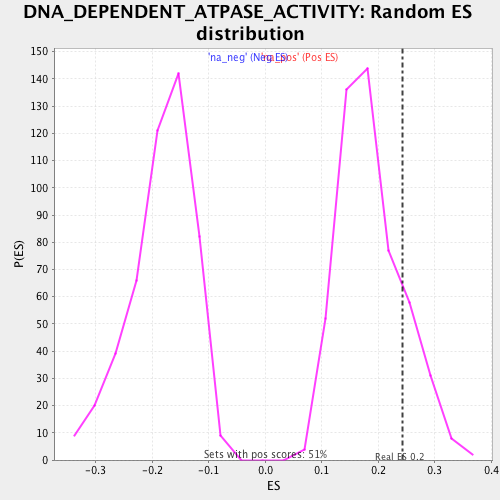 DNA_DEPENDENT_ATPASE_ACTIVITY: Random ES
distribution
'na_neg' (Neg ES) 'na_pos' (Pos ES)
150
140
130
120
110
100
90
80
70
60
50
40
30
20
10
0
P(ES)
Sets with pos scores: 51%
Real ES 0.2
-0.3 -0.2 -0.1 0.0 0.1 0.2 0.3 0.4
ES